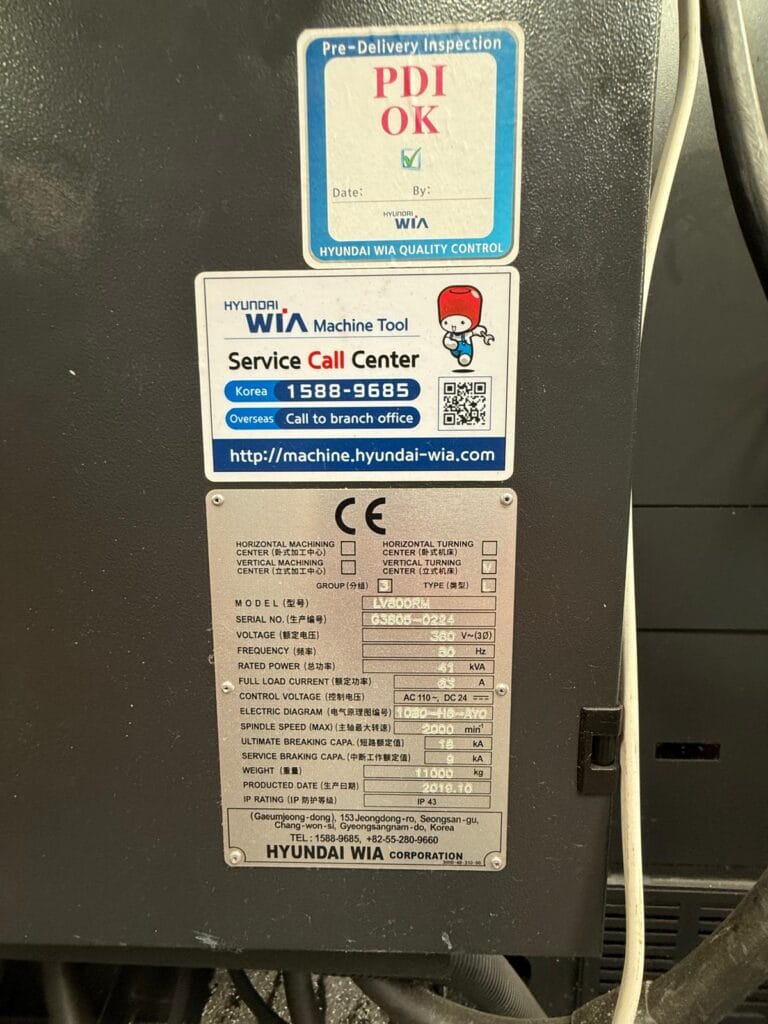 Pre-Delivery Inspection
PDI
OK
Date: By:
HYUNDAI
WIA
HYUNDAI WIA QUALITY CONTROL
HYUNDAI
WIA Machine Tool
Service Call Center
Korea 1588-9685
Overseas Call to branch office
http://machine.hyundai-wia.com
CE
HORIZONTAL MACHINING CENTER (卧式加工中心)
HORIZONTAL TURNING CENTER (卧式机床)
VERTICAL MACHINING CENTER (立式加工中心)
VERTICAL TURNING CENTER (立式机床) V
GROUP (分组) 3 TYPE (类型) L
MODEL (型号) LV800RM
SERIAL NO. (生产编号) G3605-0224
VOLTAGE (额定电压) 380 V~(3Ø)
FREQUENCY (频率) Hz
RATED POWER (总功率) 41 kVA
FULL LOAD CURRENT (额定功率) 63 A
CONTROL VOLTAGE (控制电压) AC 110~, DC 24
ELECTRIC DIAGRAM (电气原理图编号)
SPINDLE SPEED (MAX) (主轴最大转速) 2000 min⁻¹
ULTIMATE BREAKING CAPA. (短路额定值) 18 kA
SERVICE BRAKING CAPA. (中断工作额定值) 9 kA
WEIGHT (重量) 11000 kg
PRODUCTED DATE (生产日期) 2019.10
IP RATING (IP 防护等级) IP 43
(Gaeumjeong-dong), 153 Jeongdong-ro, Seongsan-gu,
Chang-won-si, Gyeongsangnam-do, Korea
TEL : 1588-9685, +82-55-280-9660
HYUNDAI WIA CORPORATION